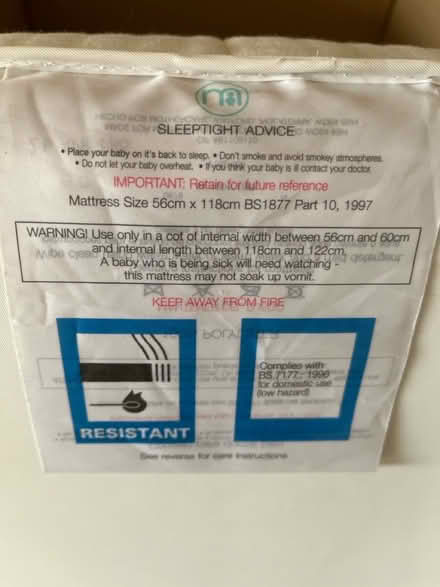 SLEEPTIGHT ADVICE
• Place your baby on it's back to sleep. • Don't smoke and avoid smokey atmospheres.
• Do not let your baby overheat. • If you think your baby is ill contact your doctor.
IMPORTANT: Retain for future reference
Mattress Size 56cm x 118cm BS1877 Part 10, 1997
WARNING! Use only in a cot of internal width between 56cm and 60cm
and internal length between 118cm and 122cm.
A baby who is being sick will need watching -
this mattress may not soak up vomit.
KEEP AWAY FROM FIRE
RESISTANT
Complies with
BS 7177: 1996
for domestic use
(low hazard)
See reverse for care instructions